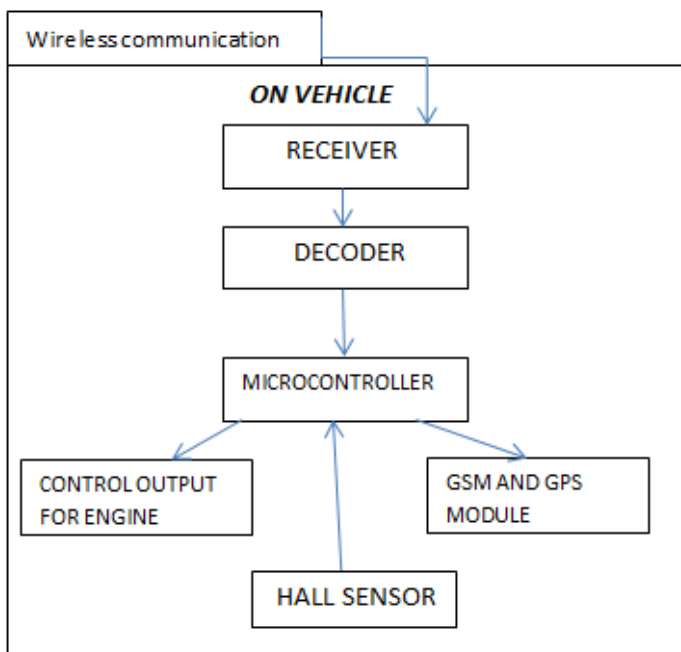 Wireless communication
ON VEHICLE
RECEIVER
DECODER
MICROCONTROLLER
CONTROL OUTPUT
FOR ENGINE
GSM AND GPS
MODULE
HALL SENSOR